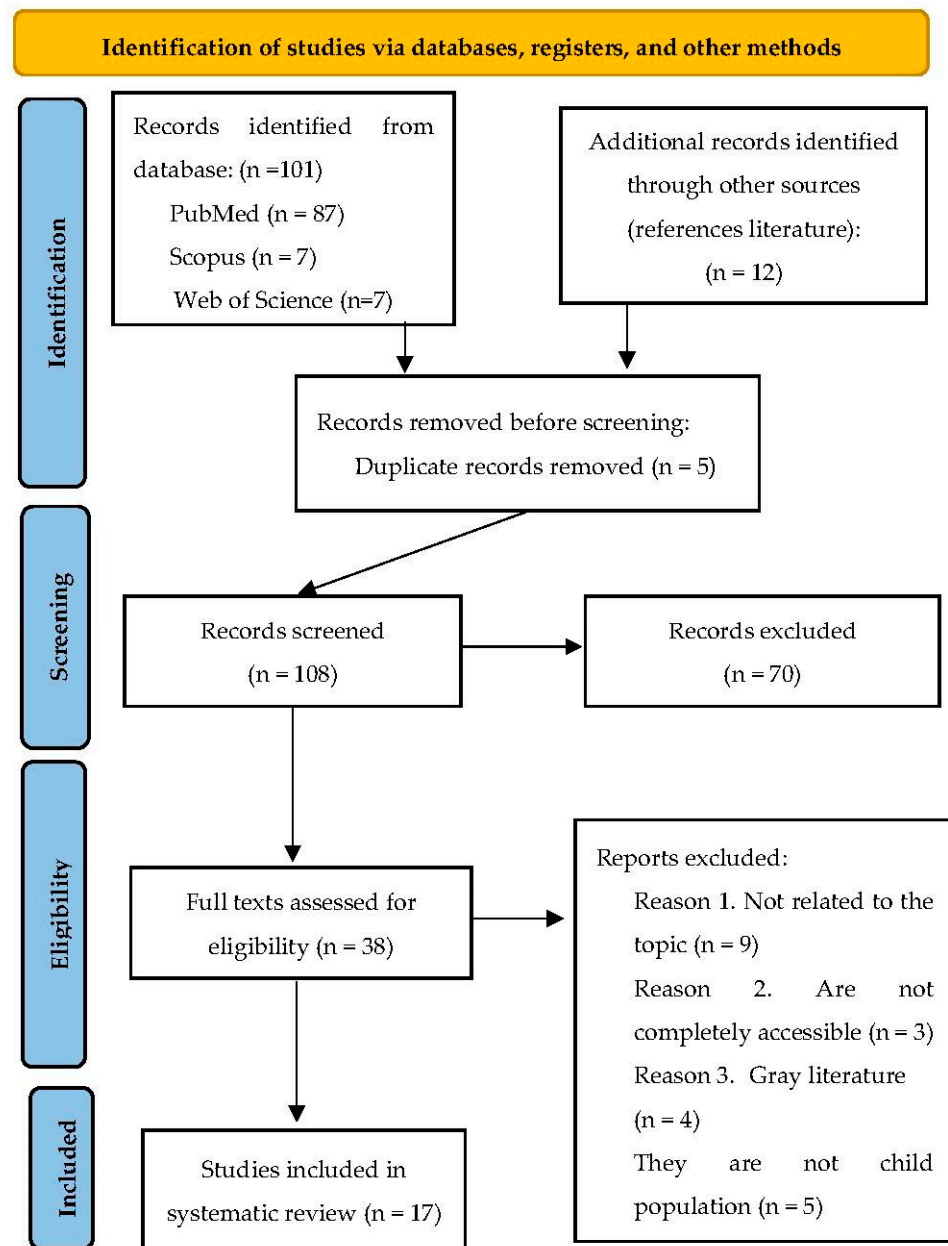 Identification of studies via databases, registers, and other methods
Identification
Records identified from
database: (n =101)
PubMed (n = 87)
Scopus (n = 7)
Web of Science (n=7)
Additional records identified
through other sources
(references literature):
(n = 12)
Records removed before screening:
Duplicate records removed (n = 5)
Screening
Records screened
(n = 108)
Records excluded
(n = 70)
Eligibility
Full texts assessed for
eligibility (n = 38)
Reports excluded:
Reason 1. Not related to the
topic (n = 9)
Reason 2. Are not
completely accessible (n = 3)
Reason 3. Gray literature
(n = 4)
They are not child
population (n = 5)
Included
Studies included in
systematic review (n = 17)